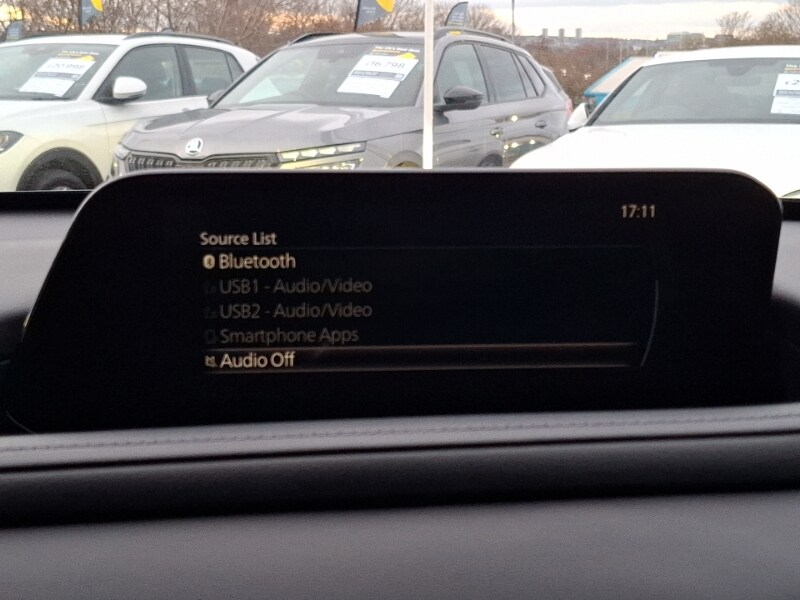 17:11
Source List
Bluetooth
USB1 - Audio/Video
USB2 - Audio/Video
Smartphone Apps
Audio Off